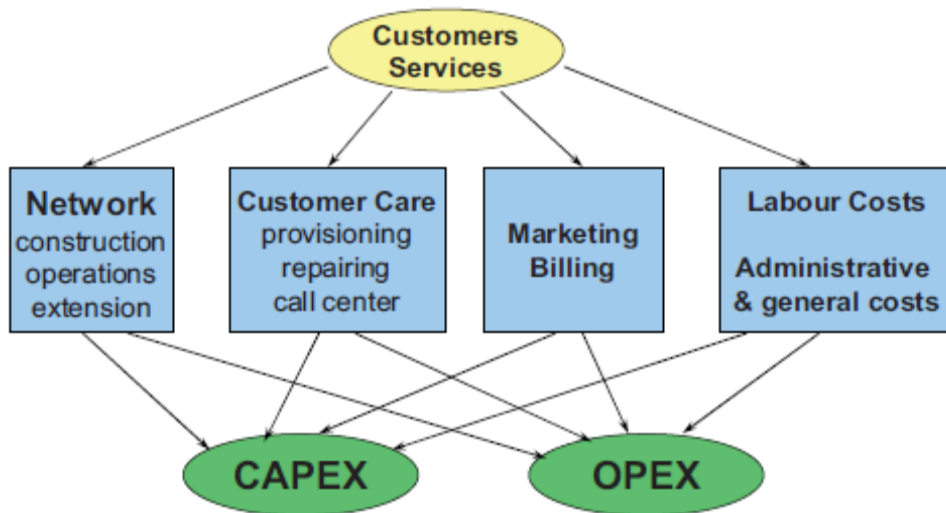 Customers
Services
Network
construction
operations
extension
Customer Care
provisioning
repairing
call center
Marketing
Billing
Labour Costs
Administrative
& general costs
CAPEX
OPEX